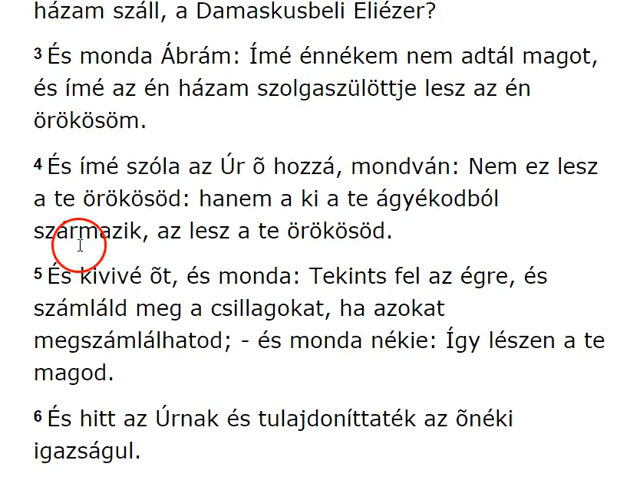 házam száll, a Damaskusbeli Eliézer?
3 És monda Ábrám: Ímé énnékem nem adtál magot,
és ímé az én házam szolgaszülöttje lesz az én
örökösöm.
4 És ímé szóla az Úr õ hozzá, mondván: Nem ez lesz
a te örökösöd: hanem a ki a te ágyékodból
származik, az lesz a te örökösöd.
5 És kivivé õt, és monda: Tekints fel az égre, és
számláld meg a csillagokat, ha azokat
megszámlálhatod; - és monda nékie: Így lészen a te
magod.
6 És hitt az Úrnak és tulajdoníttaték az õnéki
igazságul.